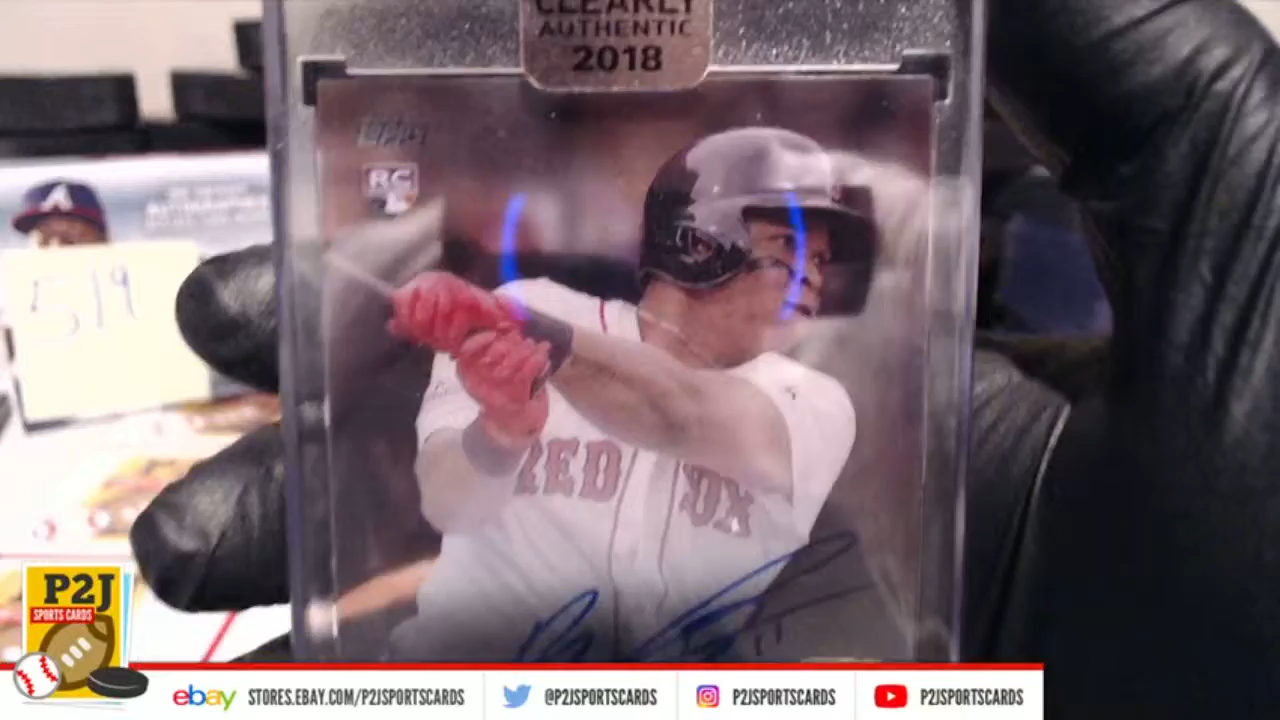 CLEARLY
AUTHENTIC
2018
Topps
RC
A
519
RED SOX
11
P2J
SPORTS CARDS
ebay STORES.EBAY.COM/P2JSPORTSCARDS
@P2JSPORTSCARDS
P2JSPORTSCARDS
P2JSPORTSCARDS